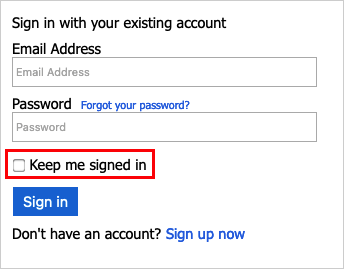 Sign in with your existing account
Email Address
Email Address
Password Forgot your password?
Password
Keep me signed in
Sign in
Don't have an account? Sign up now